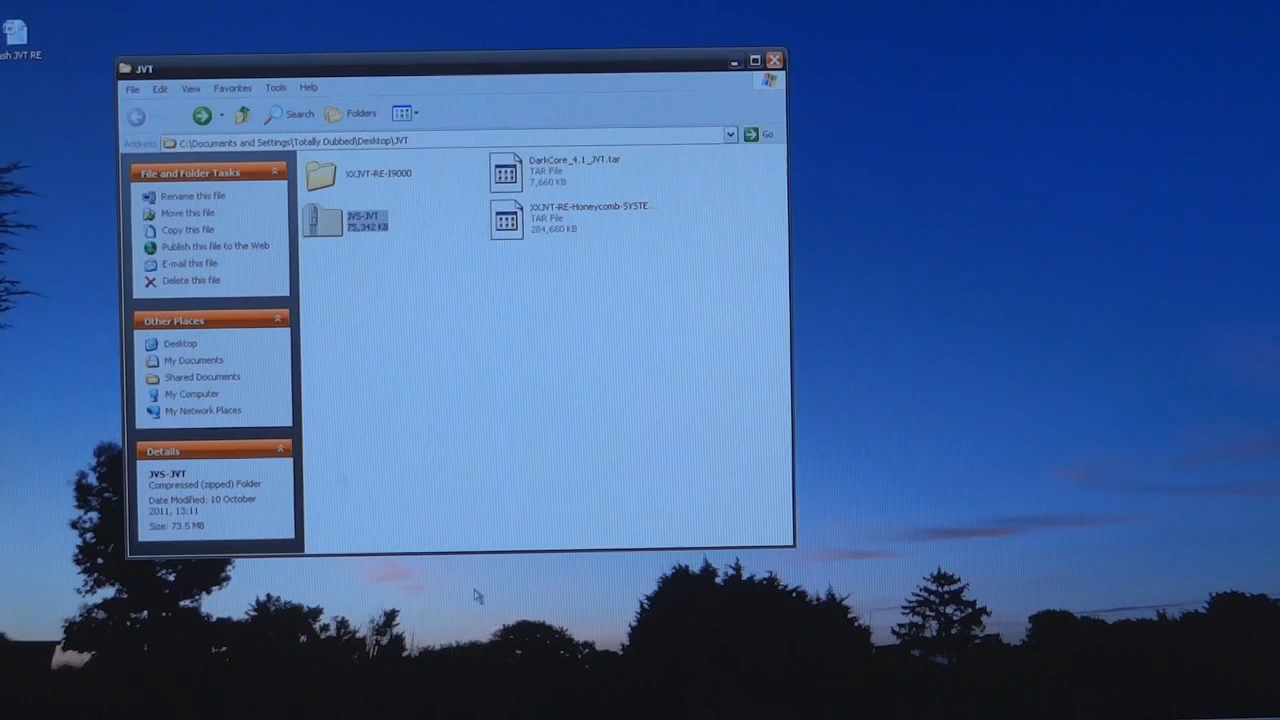 ash JVT RE
JVT
File Edit View Favorites Tools Help
Search Folders
Address C:\Documents and Settings\Totally Dubbed\Desktop\JVT Go
File and Folder Tasks
Rename this file
Move this file
Copy this file
Publish this file to the Web
E-mail this file
Delete this file
Other Places
Desktop
My Documents
Shared Documents
My Computer
My Network Places
Details
JVS-JVT
Compressed (zipped) Folder
Date Modified: 10 October
2011, 13:11
Size: 73.5 MB
XXJVT-RE-I9000
DarkCore_4.1_JVT.tar
TAR File
7,660 KB
JVS-JVT
75,342 KB
XXJVT-RE-Honeycomb-SYSTE...
TAR File
284,680 KB